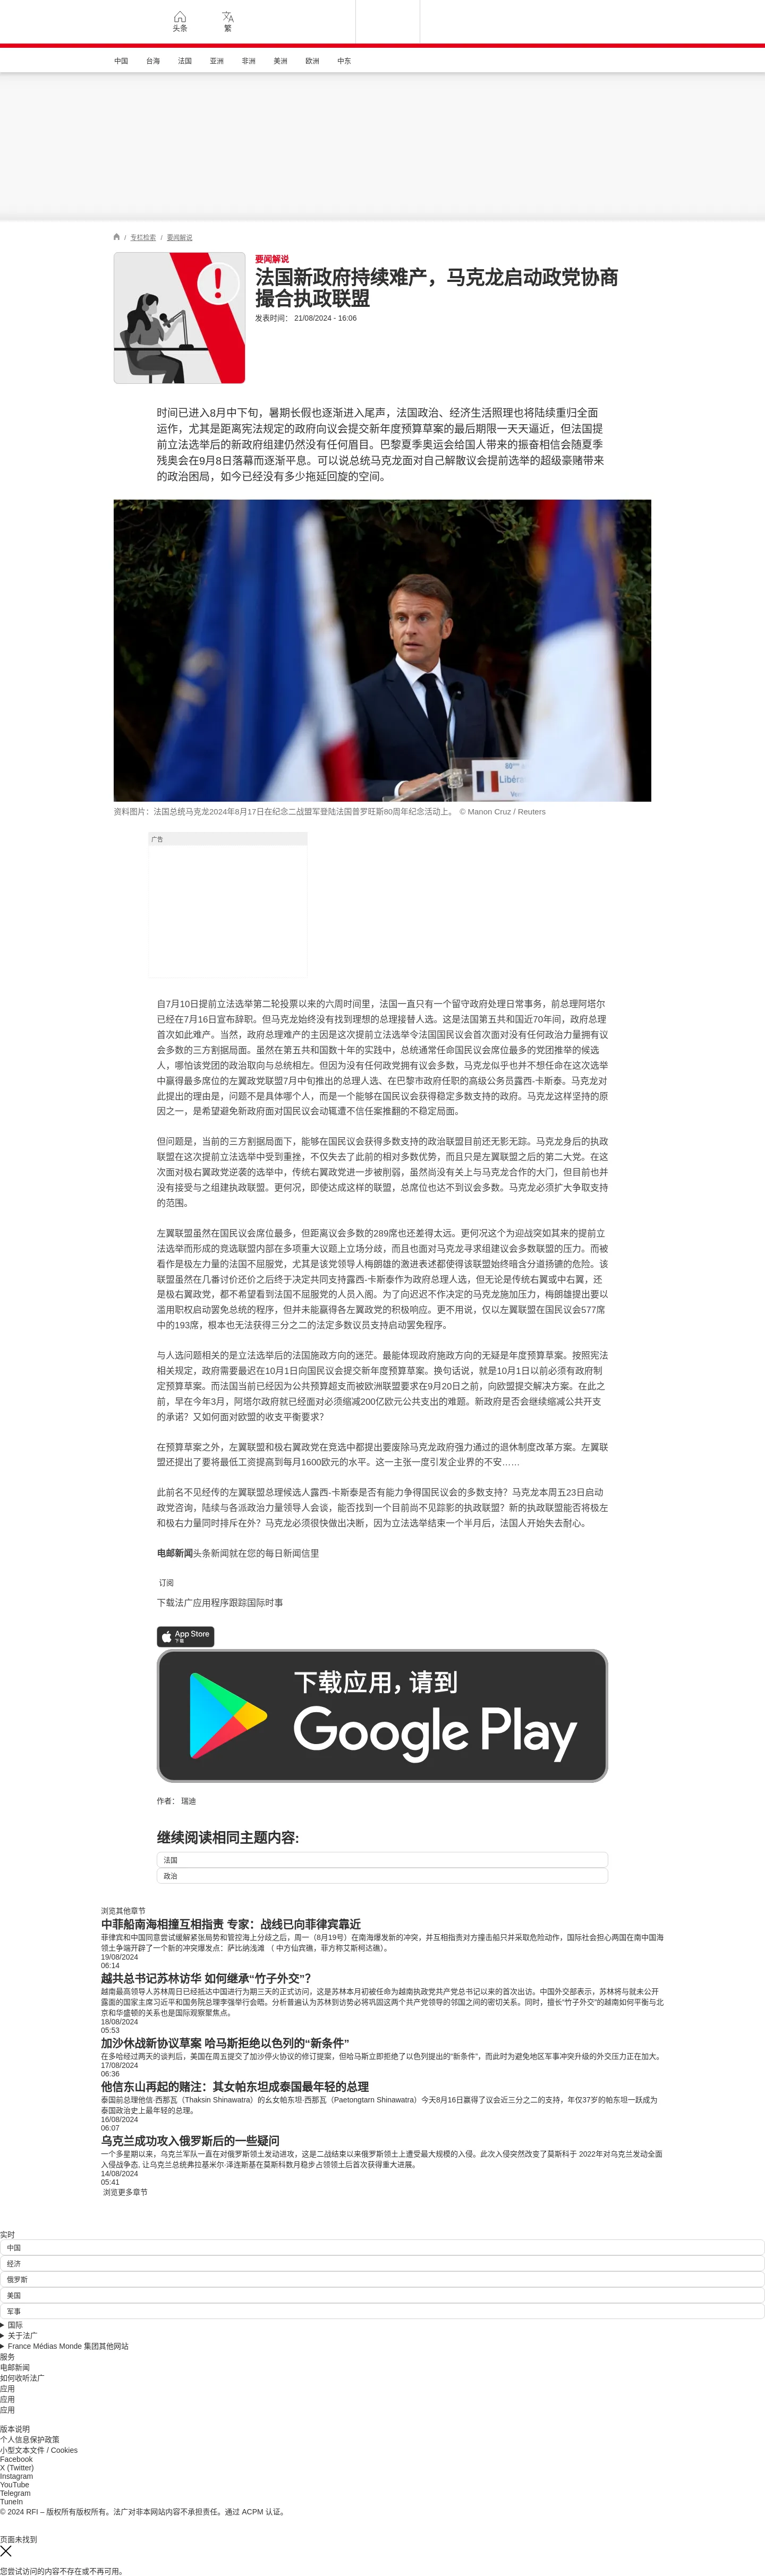 头条
繁
中国
台海
法国
亚洲
非洲
美洲
欧洲
中东
/ 专栏检索 / 要闻解说
要闻解说
法国新政府持续难产，马克龙启动政党协商
撮合执政联盟
发表时间： 21/08/2024 - 16:06
时间已进入8月中下旬，暑期长假也逐渐进入尾声，法国政治、经济生活照理也将陆续重归全面
运作，尤其是距离宪法规定的政府向议会提交新年度预算草案的最后期限一天天逼近，但法国提
前立法选举后的新政府组建仍然没有任何眉目。巴黎夏季奥运会给国人带来的振奋相信会随夏季
残奥会在9月8日落幕而逐渐平息。可以说总统马克龙面对自己解散议会提前选举的超级豪赌带来
的政治困局，如今已经没有多少拖延回旋的空间。
80ème
Libér
Ver
资料图片：法国总统马克龙2024年8月17日在纪念二战盟军登陆法国普罗旺斯80周年纪念活动上。 © Manon Cruz / Reuters
广告
自7月10日提前立法选举第二轮投票以来的六周时间里，法国一直只有一个留守政府处理日常事务，前总理阿塔尔
已经在7月16日宣布辞职。但马克龙始终没有找到理想的总理接替人选。这是法国第五共和国近70年间，政府总理
首次如此难产。当然，政府总理难产的主因是这次提前立法选举令法国国民议会首次面对没有任何政治力量拥有议
会多数的三方割据局面。虽然在第五共和国数十年的实践中，总统通常任命国民议会席位最多的党团推举的候选
人，哪怕该党团的政治取向与总统相左。但因为没有任何政党拥有议会多数，马克龙似乎也并不想任命在这次选举
中赢得最多席位的左翼政党联盟7月中旬推出的总理人选、在巴黎市政府任职的高级公务员露西-卡斯泰。马克龙对
此提出的理由是，问题不是具体哪个人，而是一个能够在国民议会获得稳定多数支持的政府。马克龙这样坚持的原
因之一，是希望避免新政府面对国民议会动辄遭不信任案推翻的不稳定局面。
但问题是，当前的三方割据局面下，能够在国民议会获得多数支持的政治联盟目前还无影无踪。马克龙身后的执政
联盟在这次提前立法选举中受到重挫，不仅失去了此前的相对多数优势，而且只是左翼联盟之后的第二大党。在这
次面对极右翼政党逆袭的选举中，传统右翼政党进一步被削弱，虽然尚没有关上与马克龙合作的大门，但目前也并
没有接受与之组建执政联盟。更何况，即使达成这样的联盟，总席位也达不到议会多数。马克龙必须扩大争取支持
的范围。
左翼联盟虽然在国民议会席位最多，但距离议会多数的289席也还差得太远。更何况这个为迎战突如其来的提前立
法选举而形成的竞选联盟内部在多项重大议题上立场分歧，而且也面对马克龙寻求组建议会多数联盟的压力。而被
看作是极左力量的法国不屈服党，尤其是该党领导人梅朗雄的激进表述都使得该联盟始终暗含分道扬镳的危险。该
联盟虽然在几番讨价还价之后终于决定共同支持露西-卡斯泰作为政府总理人选，但无论是传统右翼或中右翼，还
是极右翼政党，都不希望看到法国不屈服党的人员入阁。为了向迟迟不作决定的马克龙施加压力，梅朗雄提出要以
滥用职权启动罢免总统的程序，但并未能赢得各左翼政党的积极响应。更不用说，仅以左翼联盟在国民议会577席
中的193席，根本也无法获得三分之二的法定多数议员支持启动罢免程序。
与人选问题相关的是立法选举后的法国施政方向的迷茫。最能体现政府施政方向的无疑是年度预算草案。按照宪法
相关规定，政府需要最迟在10月1日向国民议会提交新年度预算草案。换句话说，就是10月1日以前必须有政府制
定预算草案。而法国当前已经因为公共预算超支而被欧洲联盟要求在9月20日之前，向欧盟提交解决方案。在此之
前，早在今年3月，阿塔尔政府就已经面对必须缩减200亿欧元公共支出的难题。新政府是否会继续缩减公共开支
的承诺？又如何面对欧盟的收支平衡要求？
在预算草案之外，左翼联盟和极右翼政党在竞选中都提出要废除马克龙政府强力通过的退休制度改革方案。左翼联
盟还提出了要将最低工资提高到每月1600欧元的水平。这一主张一度引发企业界的不安……
此前名不见经传的左翼联盟总理候选人露西-卡斯泰是否有能力争得国民议会的多数支持？马克龙本周五23日启动
政党咨询，陆续与各派政治力量领导人会谈，能否找到一个目前尚不见踪影的执政联盟？新的执政联盟能否将极左
和极右力量同时排斥在外？马克龙必须很快做出决断，因为立法选举结束一个半月后，法国人开始失去耐心。
电邮新闻头条新闻就在您的每日新闻信里
订阅
下载法广应用程序跟踪国际时事
App Store
下载
下载应用，请到
Google Play
作者： 瑞迪
继续阅读相同主题内容:
法国
政治
浏览其他章节
中菲船南海相撞互相指责 专家：战线已向菲律宾靠近
菲律宾和中国同意尝试缓解紧张局势和管控海上分歧之后，周一（8月19号）在南海爆发新的冲突，并互相指责对方撞击船只并采取危险动作，国际社会担心两国在南中国海
领土争端开辟了一个新的冲突爆发点：萨比纳浅滩 （ 中方仙宾礁，菲方称艾斯柯达礁）。
19/08/2024
06:14
越共总书记苏林访华 如何继承“竹子外交”？
越南最高领导人苏林周日已经抵达中国进行为期三天的正式访问，这是苏林本月初被任命为越南执政党共产党总书记以来的首次出访。中国外交部表示，苏林将与就未公开
露面的国家主席习近平和国务院总理李强举行会晤。分析普遍认为苏林到访势必将巩固这两个共产党领导的邻国之间的密切关系。同时，擅长“竹子外交”的越南如何平衡与北
京和华盛顿的关系也是国际观察聚焦点。
18/08/2024
05:53
加沙休战新协议草案 哈马斯拒绝以色列的“新条件”
在多哈经过两天的谈判后，美国在周五提交了加沙停火协议的修订提案，但哈马斯立即拒绝了以色列提出的“新条件”，而此时为避免地区军事冲突升级的外交压力正在加大。
17/08/2024
06:36
他信东山再起的赌注：其女帕东坦成泰国最年轻的总理
泰国前总理他信·西那瓦（Thaksin Shinawatra）的幺女帕东坦·西那瓦（Paetongtarn Shinawatra）今天8月16日赢得了议会近三分之二的支持，年仅37岁的帕东坦一跃成为
泰国政治史上最年轻的总理。
16/08/2024
06:07
乌克兰成功攻入俄罗斯后的一些疑问
一个多星期以来，乌克兰军队一直在对俄罗斯领土发动进攻，这是二战结束以来俄罗斯领土上遭受最大规模的入侵。此次入侵突然改变了莫斯科于 2022年对乌克兰发动全面
入侵战争态, 让乌克兰总统弗拉基米尔·泽连斯基在莫斯科数月稳步占领领土后首次获得重大进展。
14/08/2024
05:41
浏览更多章节
实时
中国
经济
俄罗斯
美国
军事
国际
关于法广
France Médias Monde 集团其他网站
服务
电邮新闻
如何收听法广
应用
应用
应用
版本说明
个人信息保护政策
小型文本文件 / Cookies
Facebook
X (Twitter)
Instagram
YouTube
Telegram
TuneIn
© 2024 RFI – 版权所有版权所有。法广对非本网站内容不承担责任。通过 ACPM 认证。
页面未找到
您尝试访问的内容不存在或不再可用。